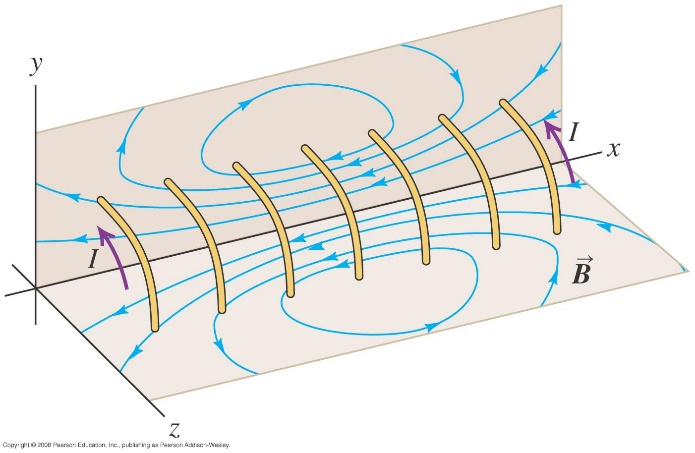 y
I
x
I
B
z
Copyright © 2008 Pearson Education, Inc., publishing as Pearson Addison-Wesley.